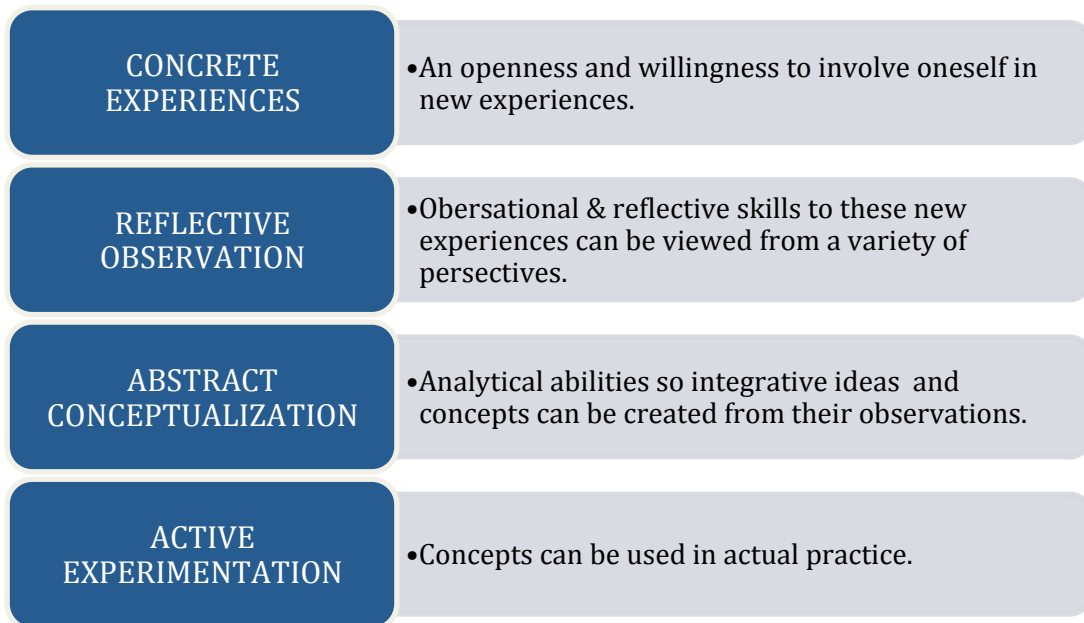 CONCRETE
EXPERIENCES
•An openness and willingness to involve oneself in
new experiences.
REFLECTIVE
OBSERVATION
•Obersational & reflective skills to these new
experiences can be viewed from a variety of
persectives.
ABSTRACT
CONCEPTUALIZATION
•Analytical abilities so integrative ideas  and
concepts can be created from their observations.
ACTIVE
EXPERIMENTATION
•Concepts can be used in actual practice.